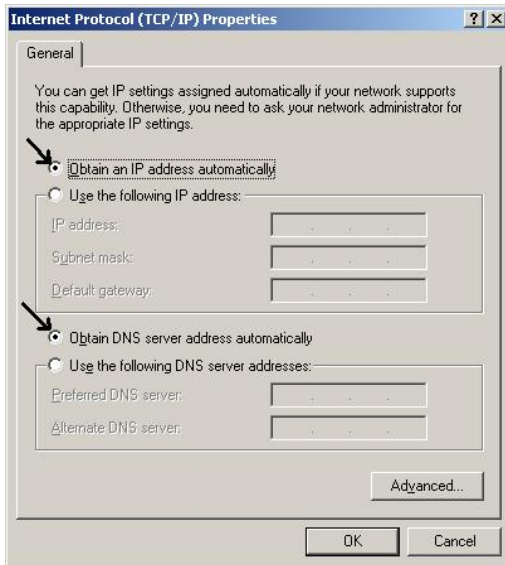 Internet Protocol (TCP/IP) Properties
General
You can get IP settings assigned automatically if your network supports
this capability. Otherwise, you need to ask your network administrator for
the appropriate IP settings.
Obtain an IP address automatically
Use the following IP address:
IP address:
Subnet mask:
Default gateway:
Obtain DNS server address automatically
Use the following DNS server addresses:
Preferred DNS server:
Alternate DNS server:
Advanced...
OK Cancel